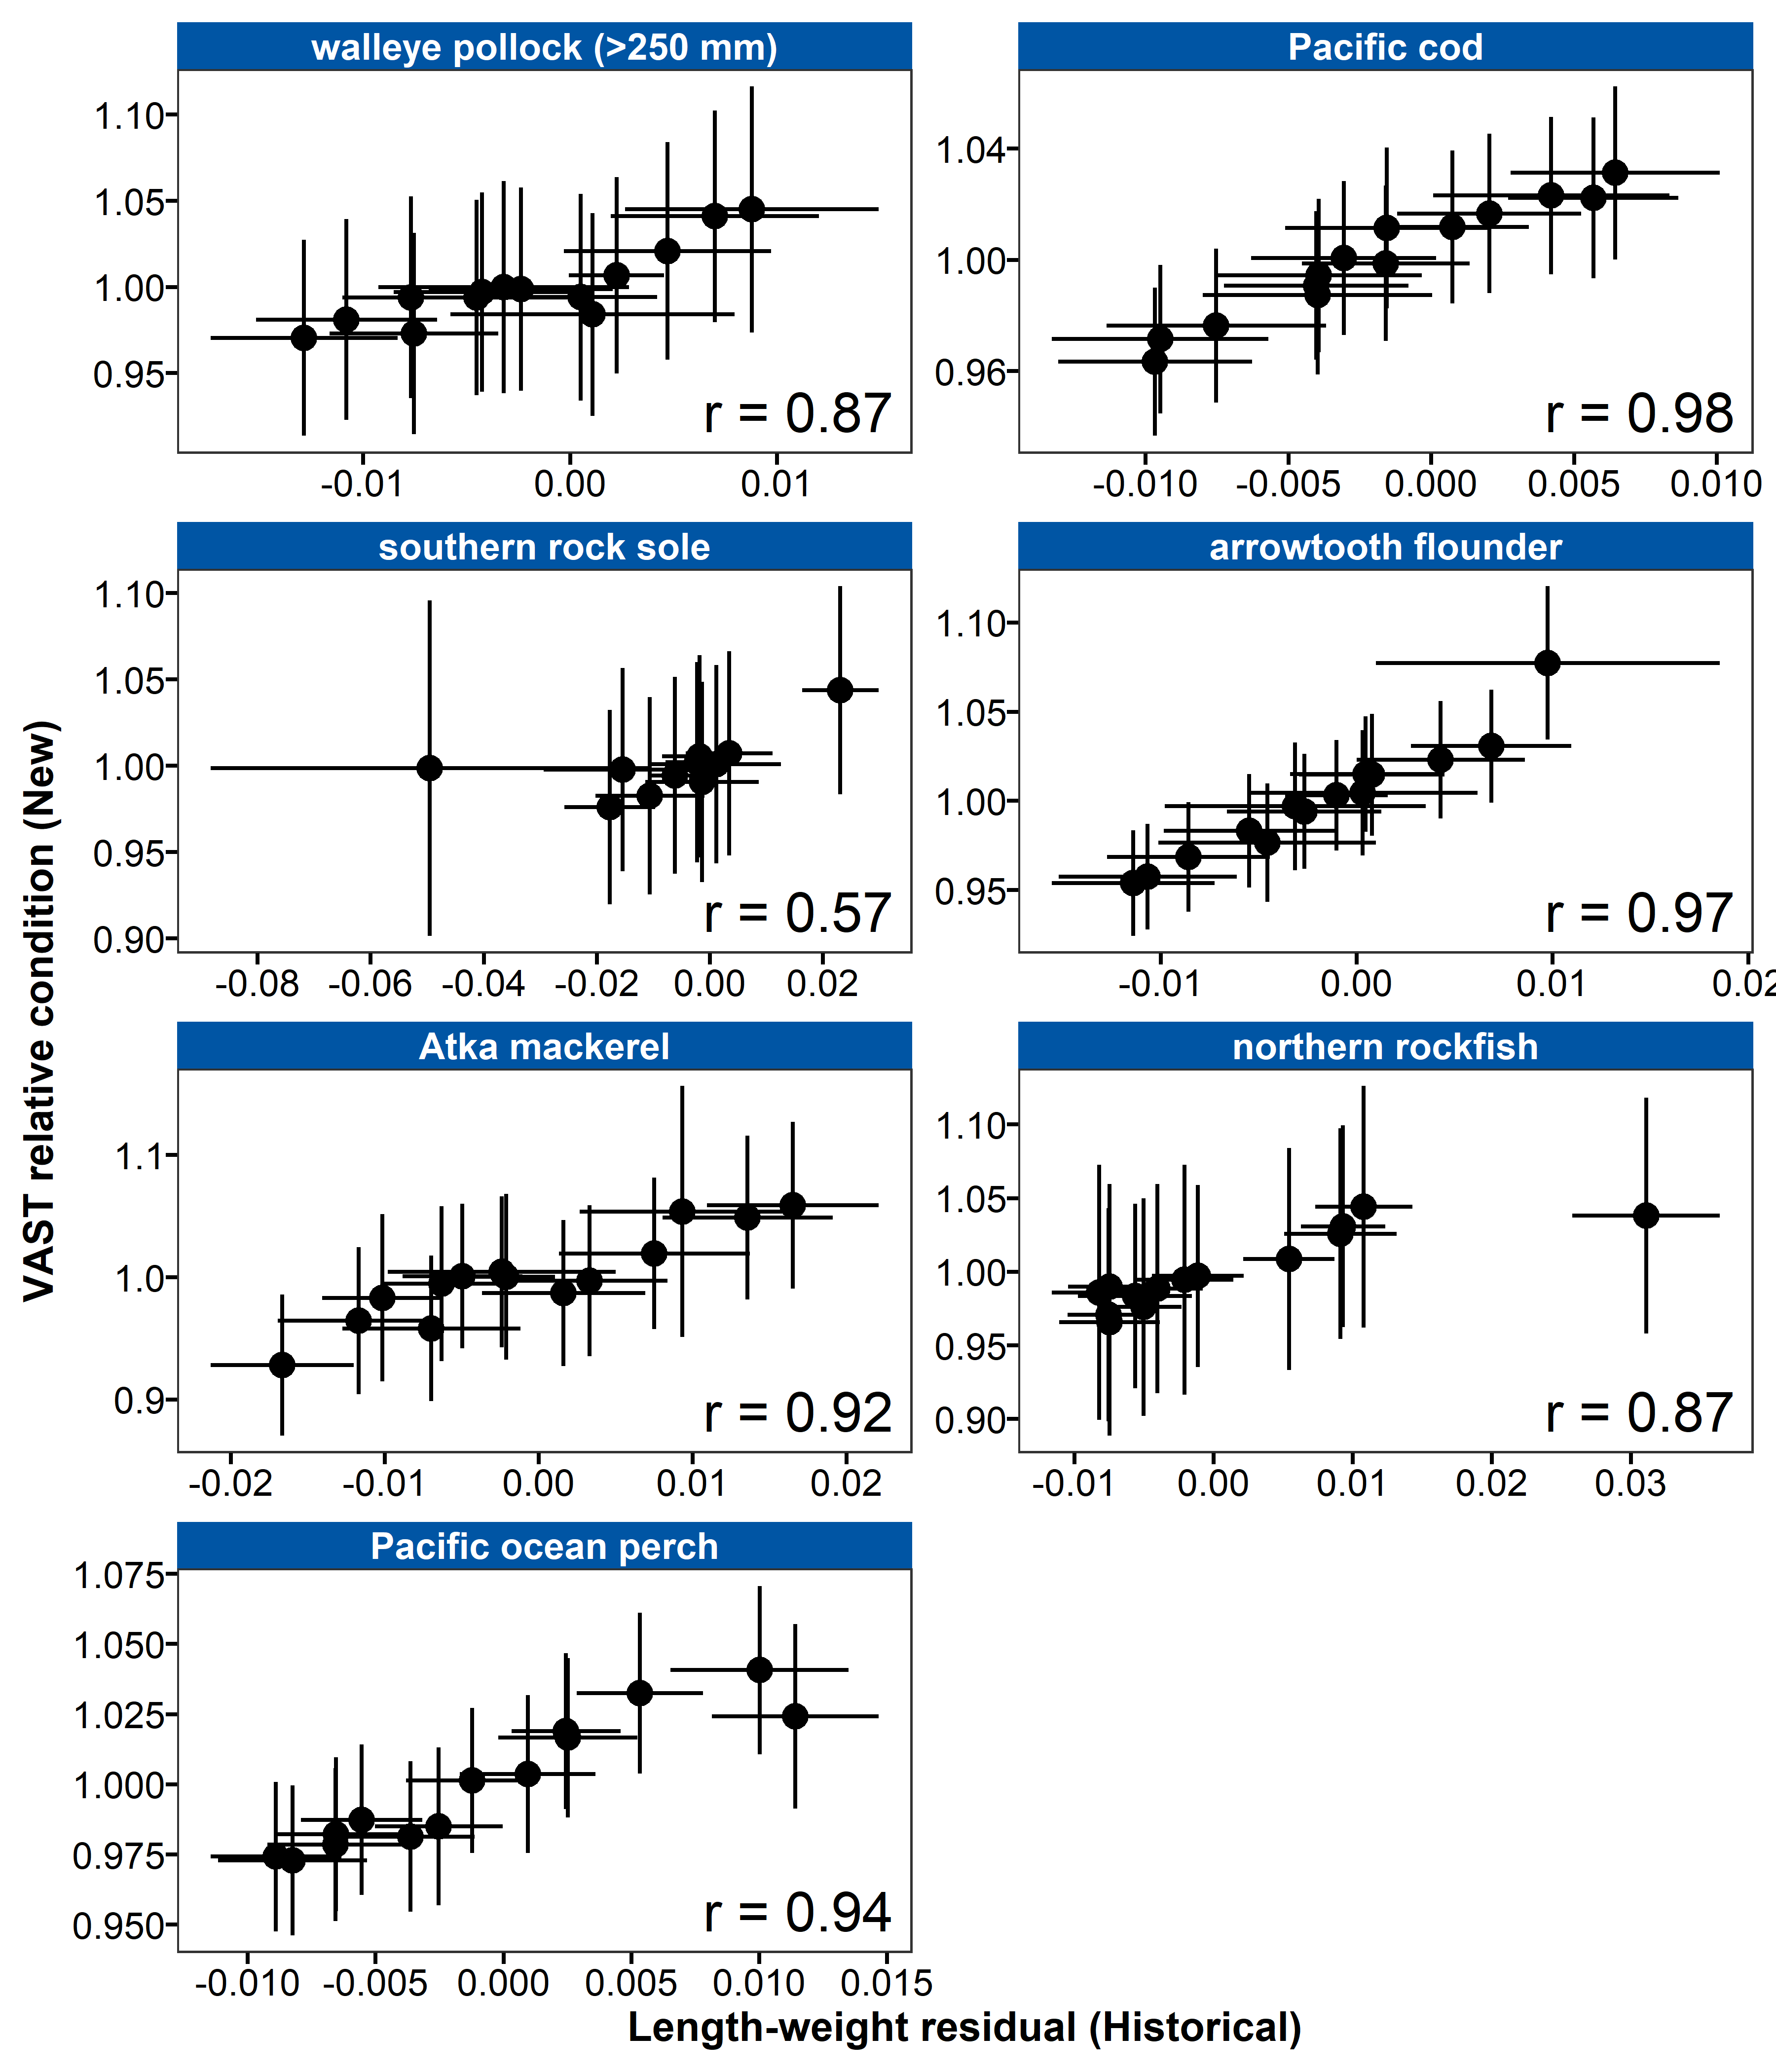 walleye pollock (>250 mm)
1.10
1.05
1.00
0.95
r = 0.87
-0.01 0.00 0.01
Pacific cod
1.04
1.00
0.96
r = 0.98
-0.010 -0.005 0.000 0.005 0.010
southern rock sole
1.10
1.05
1.00
0.95
0.90
r = 0.57
-0.08 -0.06 -0.04 -0.02 0.00 0.02
arrowtooth flounder
1.10
1.05
1.00
0.95
r = 0.97
-0.01 0.00 0.01 0.02
Atka mackerel
1.1
1.0
0.9
r = 0.92
-0.02 -0.01 0.00 0.01 0.02
northern rockfish
1.10
1.05
1.00
0.95
0.90
r = 0.87
-0.01 0.00 0.01 0.02 0.03
Pacific ocean perch
1.075
1.050
1.025
1.000
0.975
0.950
r = 0.94
-0.010 -0.005 0.000 0.005 0.010 0.015
Length-weight residual (Historical)
VAST relative condition (New)